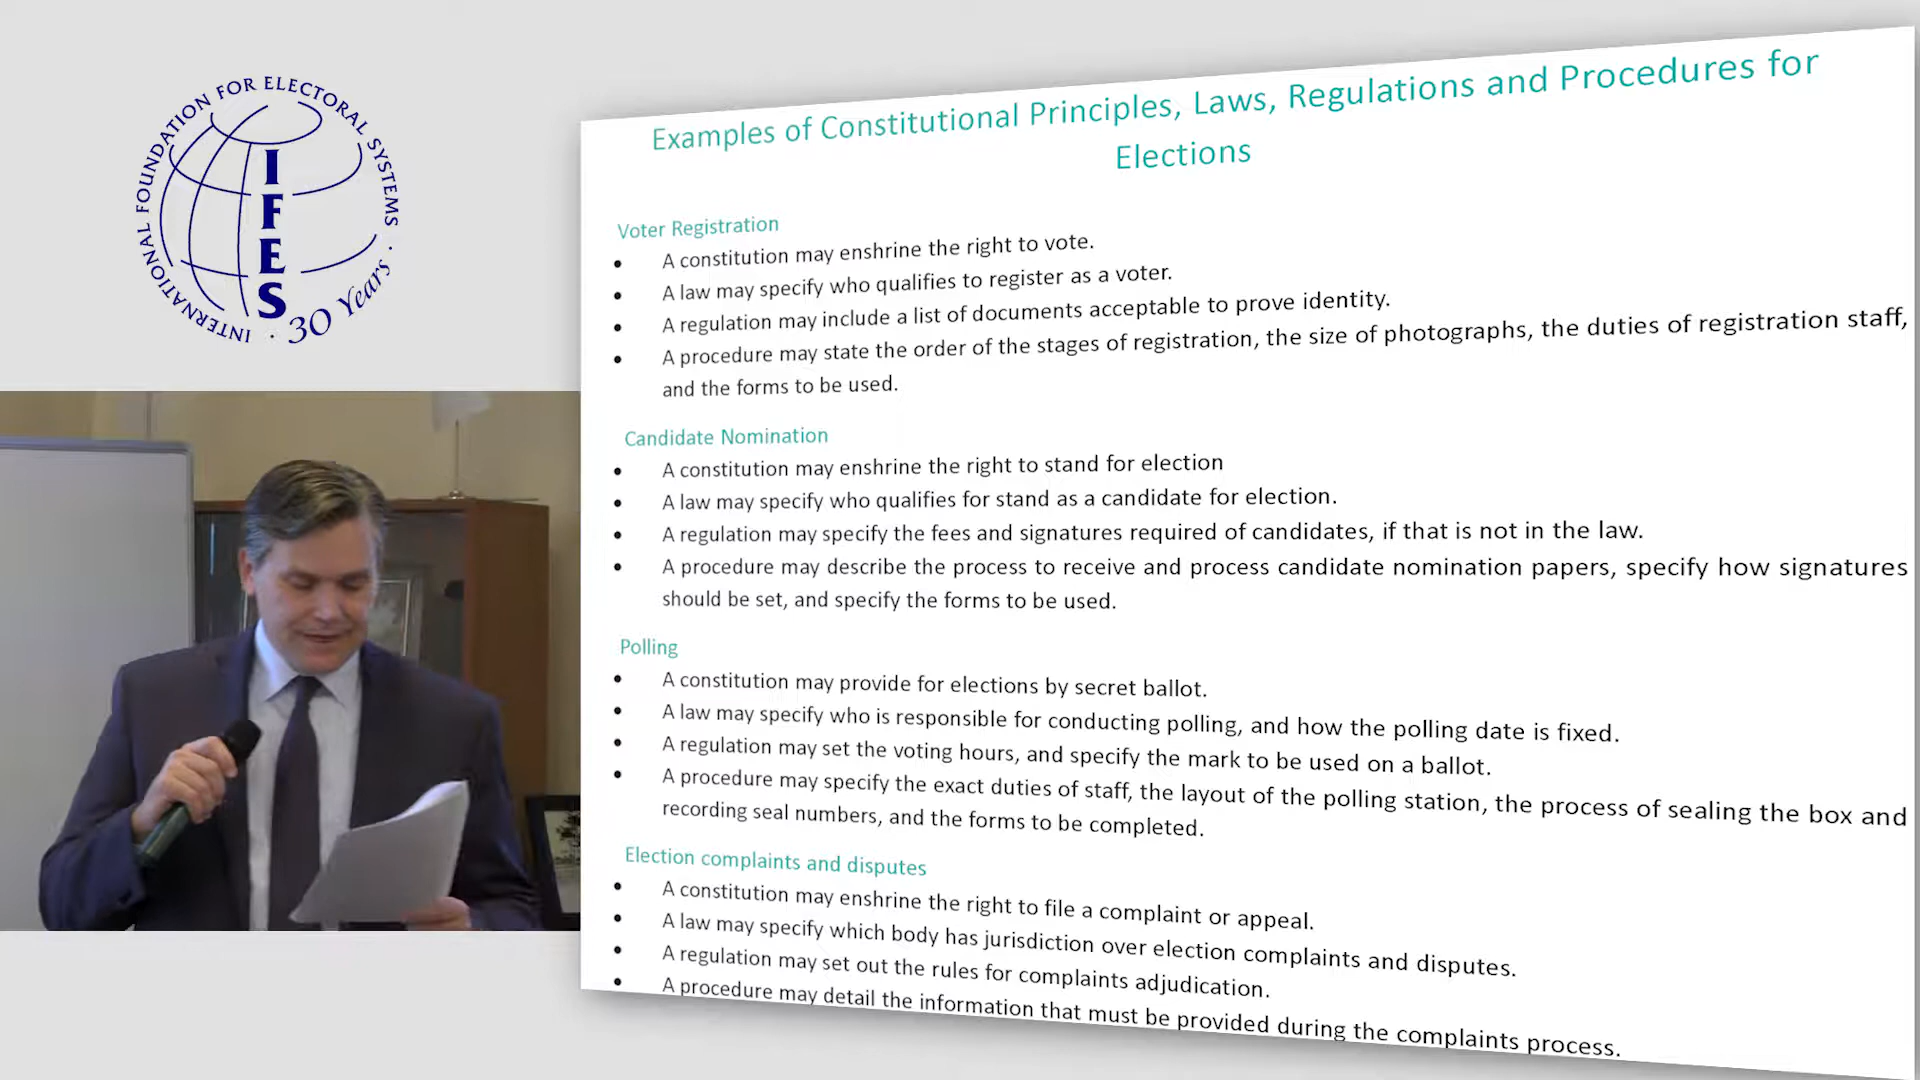 INTERNATIONAL FOUNDATION FOR ELECTORAL SYSTEMS ·
IFES
· 30 Years ·
Examples of Constitutional Principles, Laws, Regulations and Procedures for
Elections
Voter Registration
• A constitution may enshrine the right to vote.
• A law may specify who qualifies to register as a voter.
• A regulation may include a list of documents acceptable to prove identity.
• A procedure may state the order of the stages of registration, the size of photographs, the duties of registration staff,
and the forms to be used.
Candidate Nomination
• A constitution may enshrine the right to stand for election
• A law may specify who qualifies for stand as a candidate for election.
• A regulation may specify the fees and signatures required of candidates, if that is not in the law.
• A procedure may describe the process to receive and process candidate nomination papers, specify how signatures
should be set, and specify the forms to be used.
Polling
• A constitution may provide for elections by secret ballot.
• A law may specify who is responsible for conducting polling, and how the polling date is fixed.
• A regulation may set the voting hours, and specify the mark to be used on a ballot.
• A procedure may specify the exact duties of staff, the layout of the polling station, the process of sealing the box and
recording seal numbers, and the forms to be completed.
Election complaints and disputes
• A constitution may enshrine the right to file a complaint or appeal.
• A law may specify which body has jurisdiction over election complaints and disputes.
• A regulation may set out the rules for complaints adjudication.
• A procedure may detail the information that must be provided during the complaints process.